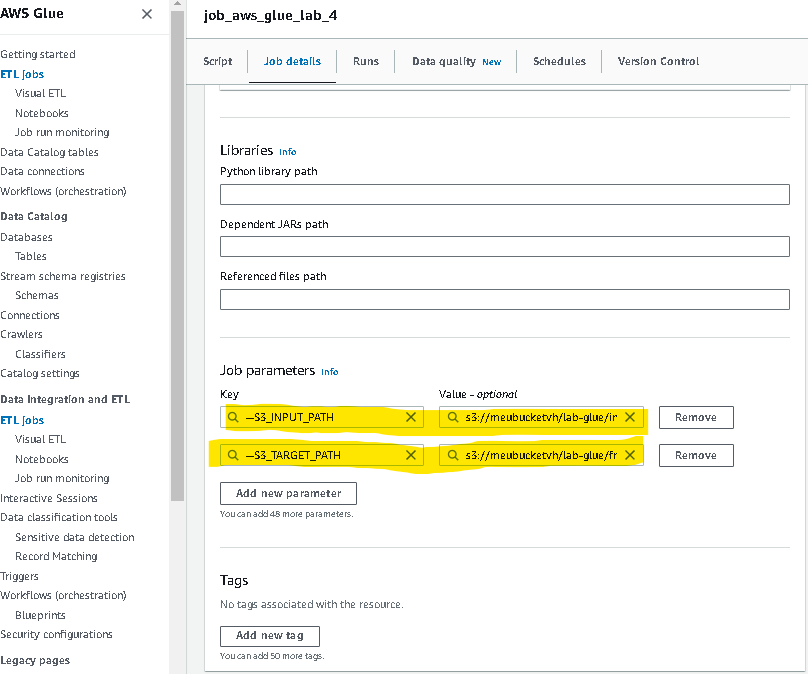 AWS Glue
Getting started
ETL jobs
Visual ETL
Notebooks
Job run monitoring
Data Catalog tables
Data connections
Workflows (orchestration)
Data Catalog
Databases
Tables
Stream schema registries
Schemas
Connections
Crawlers
Classifiers
Catalog settings
Data Integration and ETL
ETL jobs
Visual ETL
Notebooks
Job run monitoring
Interactive Sessions
Data classification tools
Sensitive data detection
Record Matching
Triggers
Workflows (orchestration)
Blueprints
Security configurations
Legacy pages
job_aws_glue_lab_4
Script Job details Runs Data quality New Schedules Version Control
Libraries Info
Python library path
Dependent JARs path
Referenced files path
Job parameters Info
Key Value - optional
--S3_INPUT_PATH s3://meubucketvh/lab-glue/ir Remove
--S3_TARGET_PATH s3://meubucketvh/lab-glue/fr Remove
Add new parameter
You can add 48 more parameters.
Tags
No tags associated with the resource.
Add new tag
You can add 50 more tags.